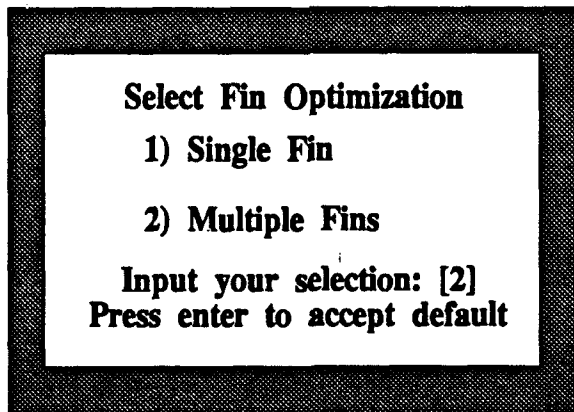 Select Fin Optimization
1) Single Fin
2) Multiple Fins
Input your selection: [2]
Press enter to accept default